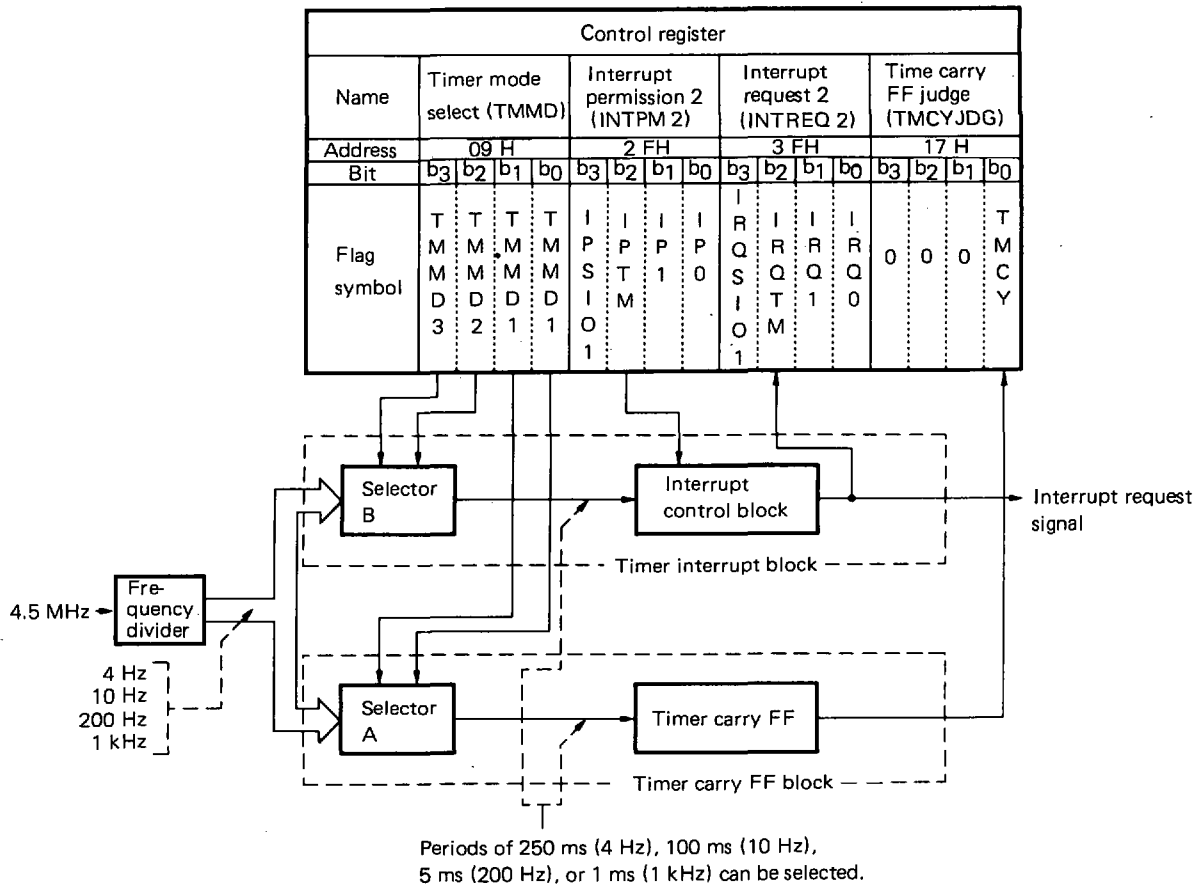 Control register
Name
Timer mode
select (TMMD)
Interrupt
permission 2
(INTPM 2)
Interrupt
request 2
(INTREQ 2)
Time carry
FF judge
(TMCYJDG)
Address
09 H
2 FH
3 FH
17 H
Bit
b3 b2 b1 b0 b3 b2 b1 b0 b3 b2 b1 b0 b3 b2 b1 b0
Flag
symbol
TMMD3
TMMD2
TMMD1
TMMD1
IPSIO1
IPTM
IP1
IP0
IRQSIO1
IRQTM
IRQ1
IRQ0
0
0
0
TMCY
Selector
B
Interrupt
control block
Interrupt request
signal
Timer interrupt block
4.5 MHz
Fre-
quency
divider
4 Hz
10 Hz
200 Hz
1 kHz
Selector
A
Timer carry FF
Timer carry FF block
Periods of 250 ms (4 Hz), 100 ms (10 Hz),
5 ms (200 Hz), or 1 ms (1 kHz) can be selected.